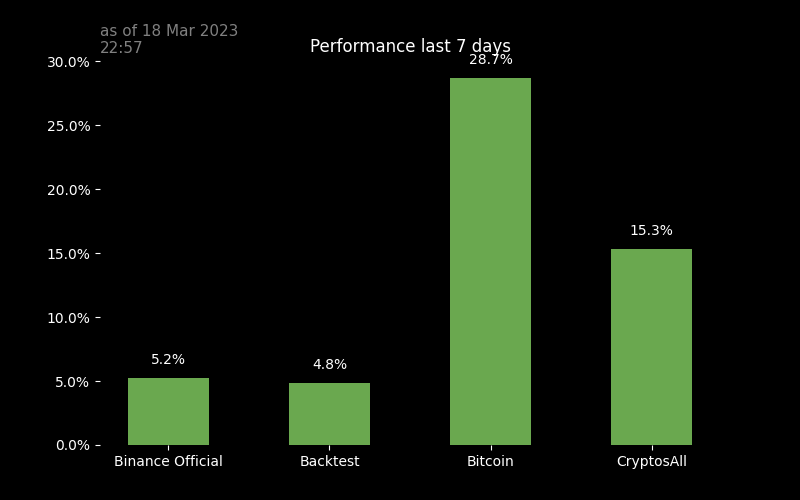 as of 18 Mar 2023
22:57
Performance last 7 days
30.0%
25.0%
20.0%
15.0%
10.0%
5.0%
0.0%
5.2%
4.8%
28.7%
15.3%
Binance Official
Backtest
Bitcoin
CryptosAll